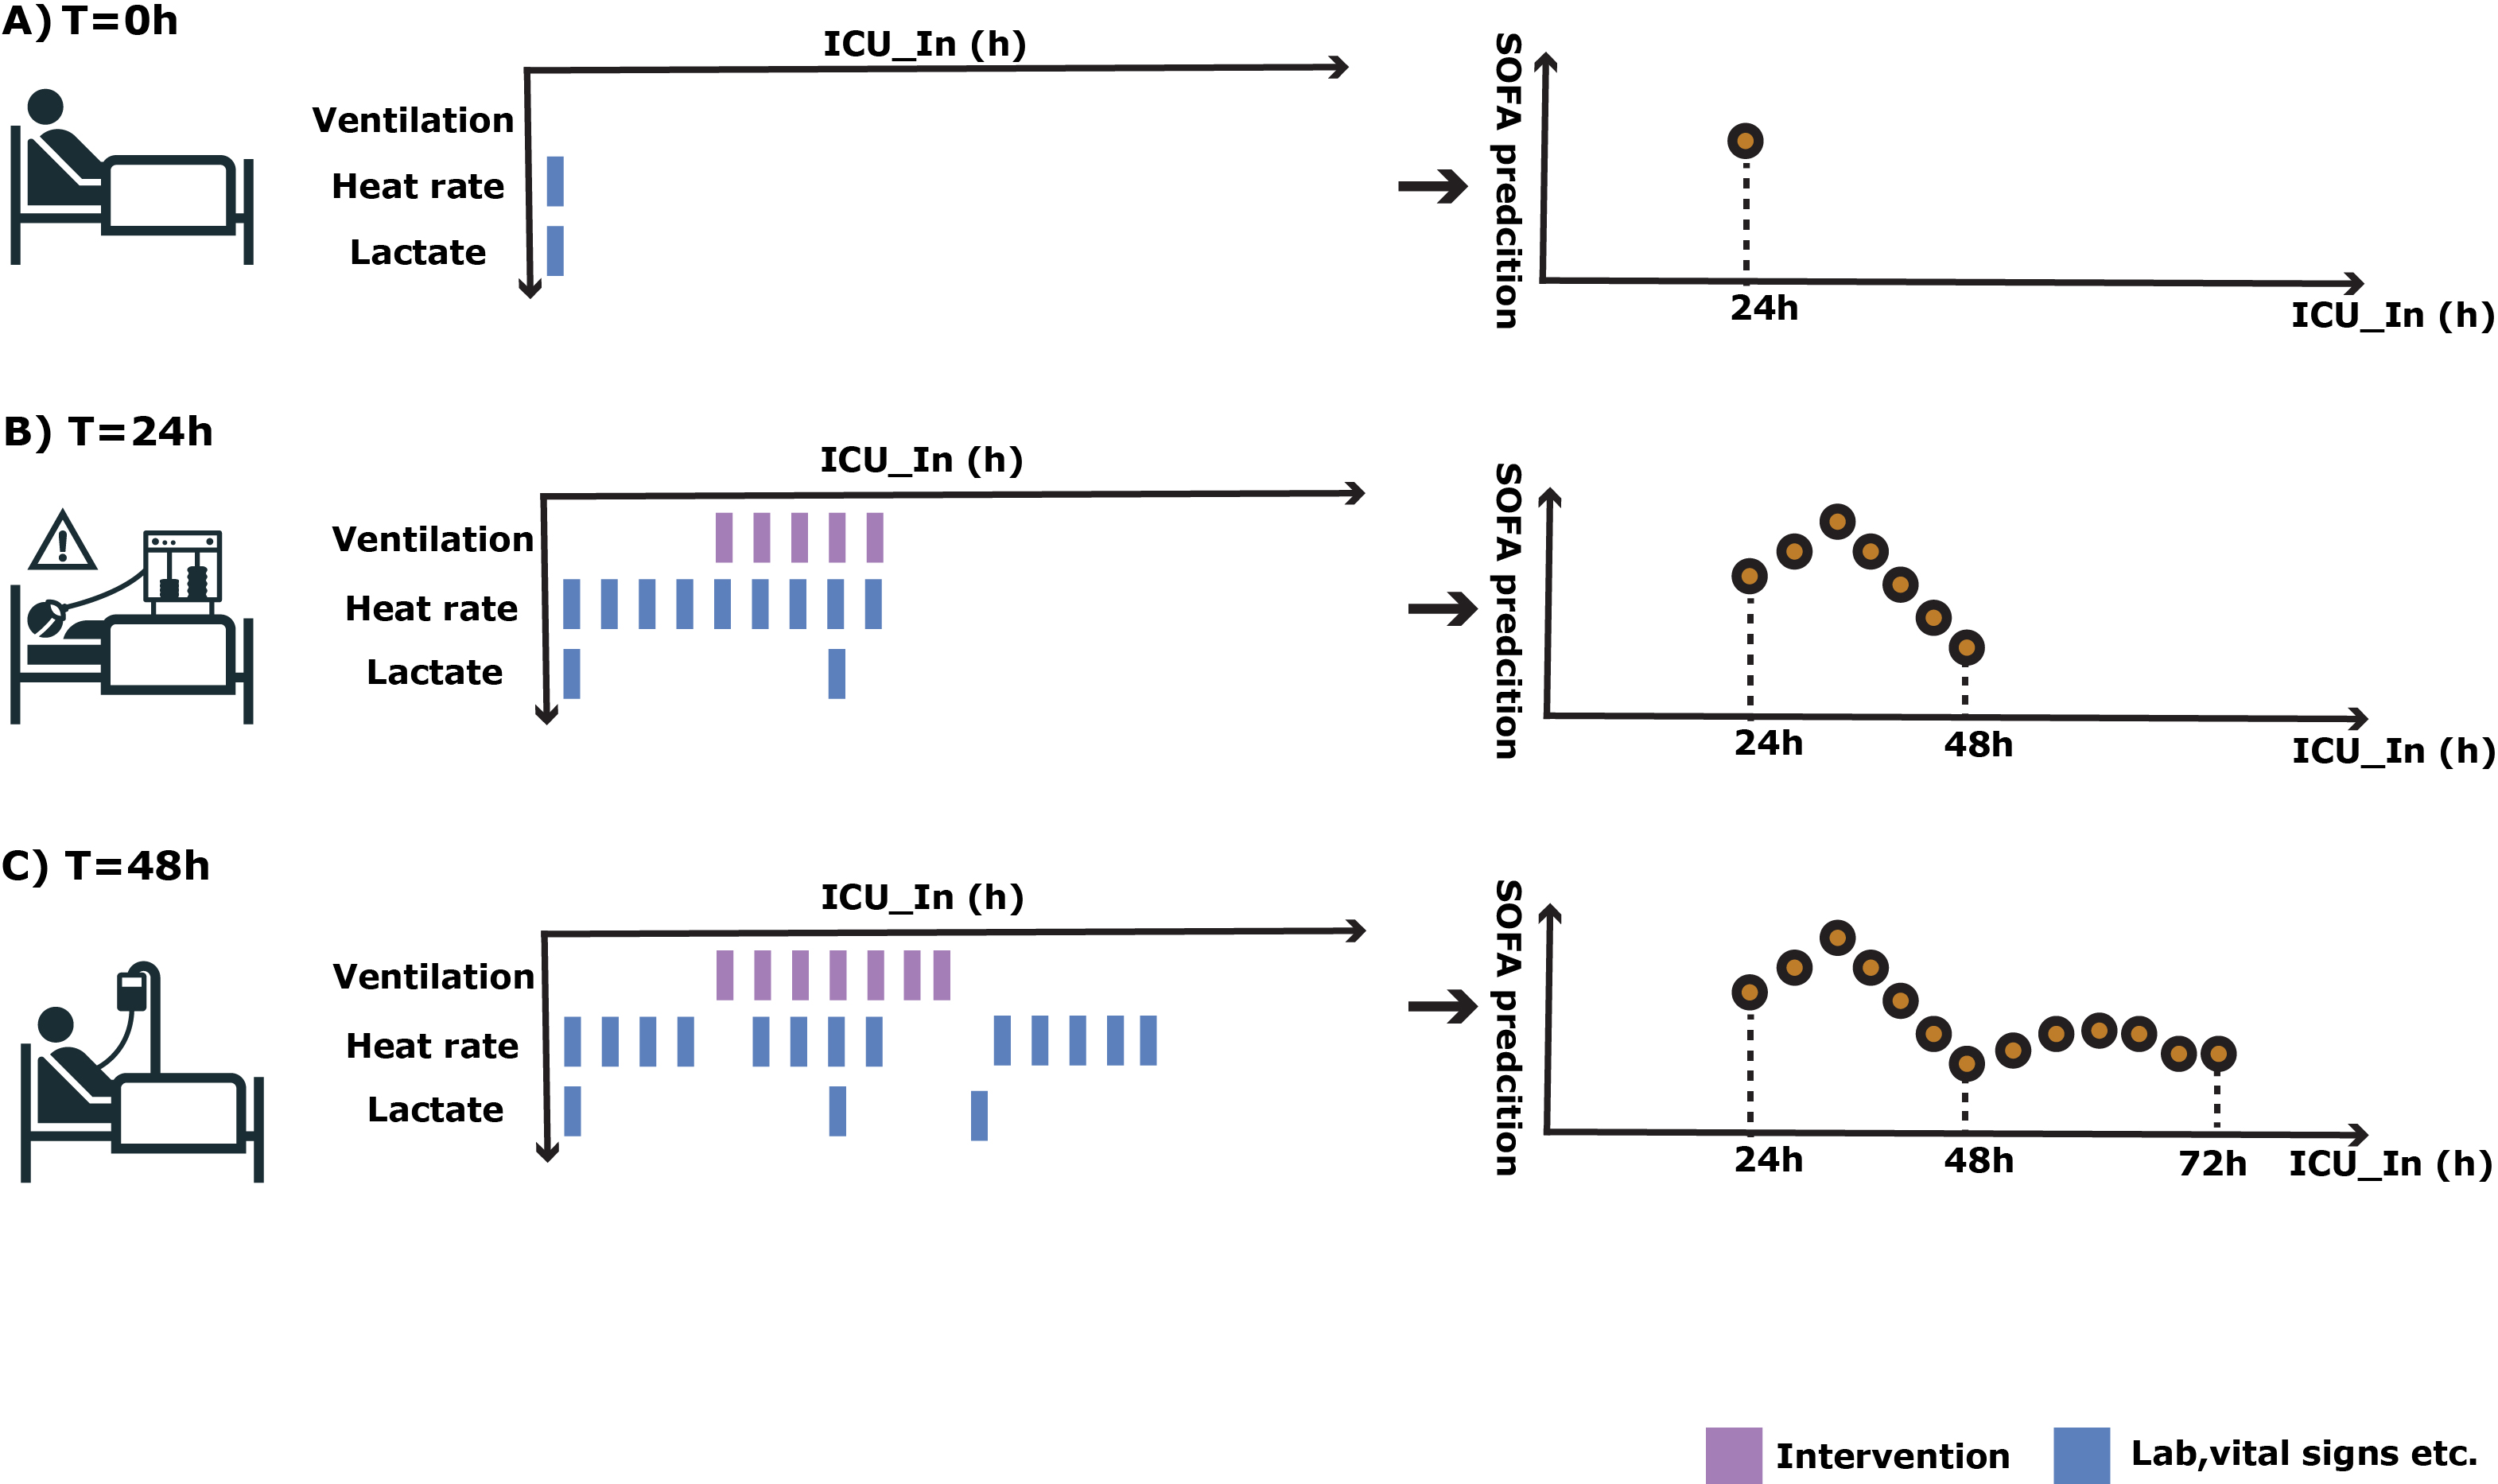 A) T=0h
ICU_In (h)
Ventilation
Heat rate
Lactate
SOFA predcition
24h
ICU_In (h)
B) T=24h
ICU_In (h)
Ventilation
Heat rate
Lactate
SOFA predcition
24h
48h
ICU_In (h)
C) T=48h
ICU_In (h)
Ventilation
Heat rate
Lactate
SOFA predcition
24h
48h
72h
ICU_In (h)
Intervention
Lab,vital signs etc.